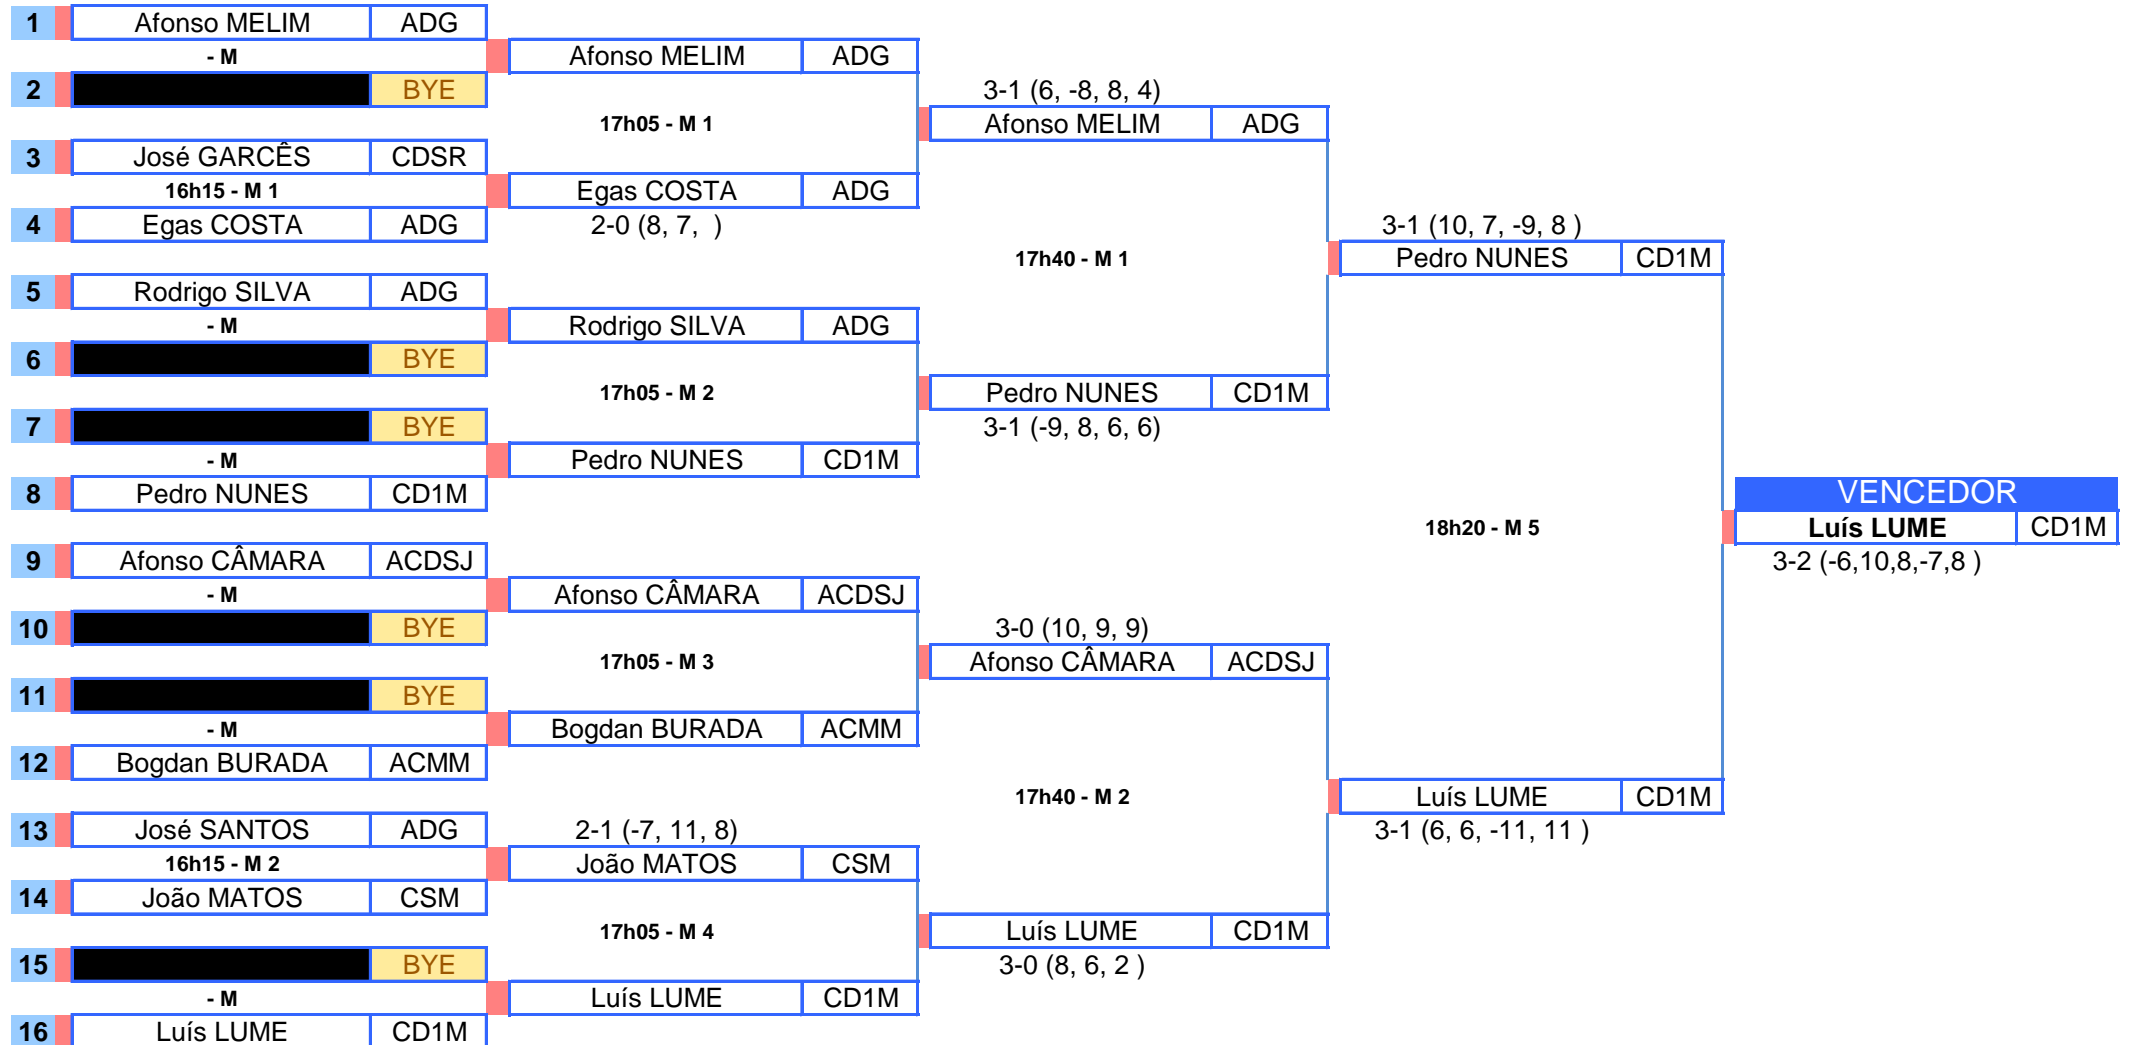 1 Afonso MELIM ADG
- M Afonso MELIM ADG
2 BYE 3-1 (6, -8, 8, 4)
17h05 - M 1 Afonso MELIM ADG
3 José GARCÊS CDSR
16h15 - M 1 Egas COSTA ADG
4 Egas COSTA ADG 2-0 (8, 7, ) 3-1 (10, 7, -9, 8 )
17h40 - M 1 Pedro NUNES CD1M
5 Rodrigo SILVA ADG
- M Rodrigo SILVA ADG
6 BYE
17h05 - M 2 Pedro NUNES CD1M
7 BYE 3-1 (-9, 8, 6, 6)
- M Pedro NUNES CD1M
8 Pedro NUNES CD1M VENCEDOR
18h20 - M 5 Luís LUME CD1M
9 Afonso CÂMARA ACDSJ 3-2 (-6,10,8,-7,8 )
- M Afonso CÂMARA ACDSJ
10 BYE 3-0 (10, 9, 9)
17h05 - M 3 Afonso CÂMARA ACDSJ
11 BYE
- M Bogdan BURADA ACMM
12 Bogdan BURADA ACMM
17h40 - M 2 Luís LUME CD1M
13 José SANTOS ADG 2-1 (-7, 11, 8) 3-1 (6, 6, -11, 11 )
16h15 - M 2 João MATOS CSM
14 João MATOS CSM
17h05 - M 4 Luís LUME CD1M
15 BYE 3-0 (8, 6, 2 )
- M Luís LUME CD1M
16 Luís LUME CD1M